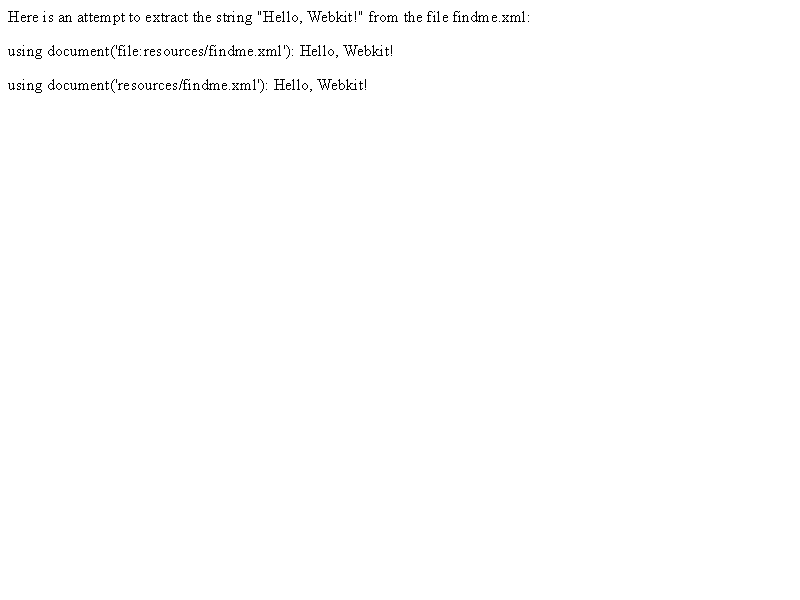 Here is an attempt to extract the string "Hello, Webkit!" from the file findme.xml:
using document('file:resources/findme.xml'): Hello, Webkit!
using document('resources/findme.xml'): Hello, Webkit!